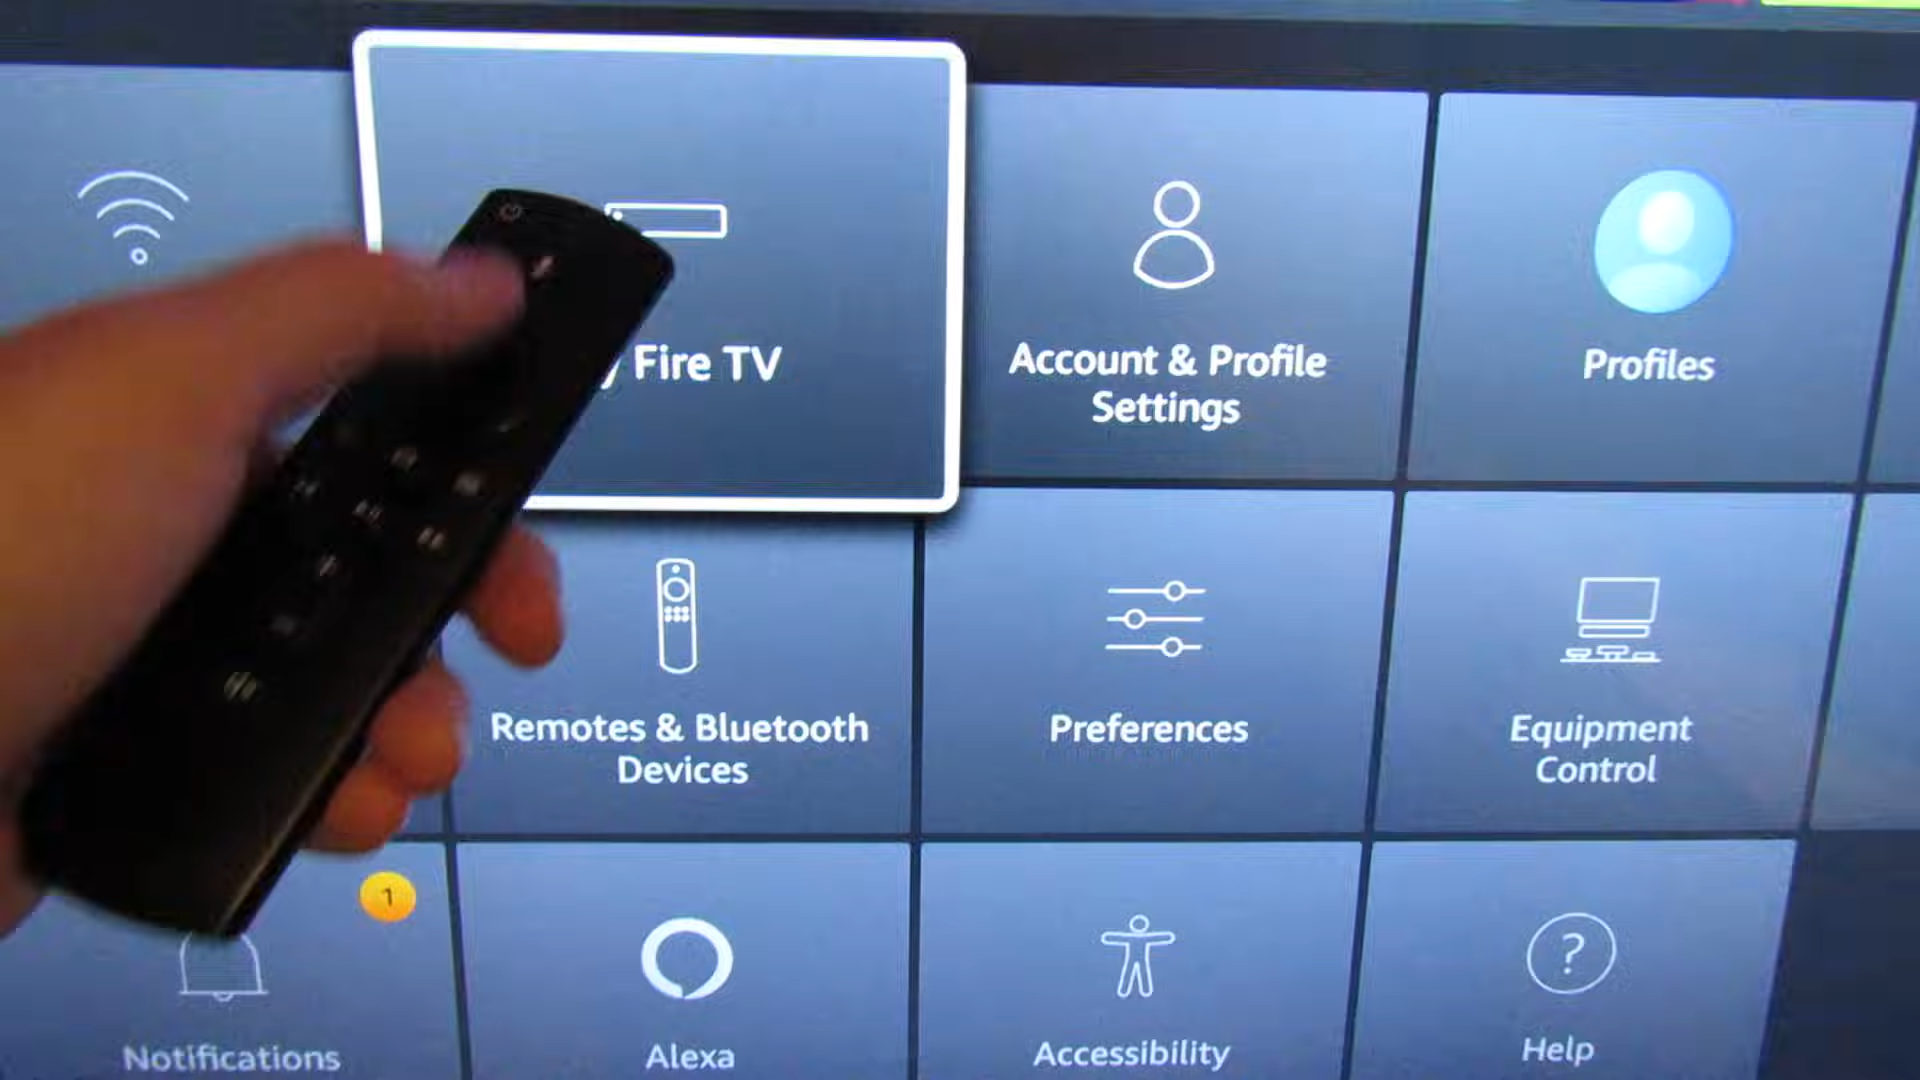 Fire TV
Account & Profile
Settings
Profiles
Remotes & Bluetooth
Devices
Preferences
Equipment
Control
1
Notifications
Alexa
Accessibility
?
Help